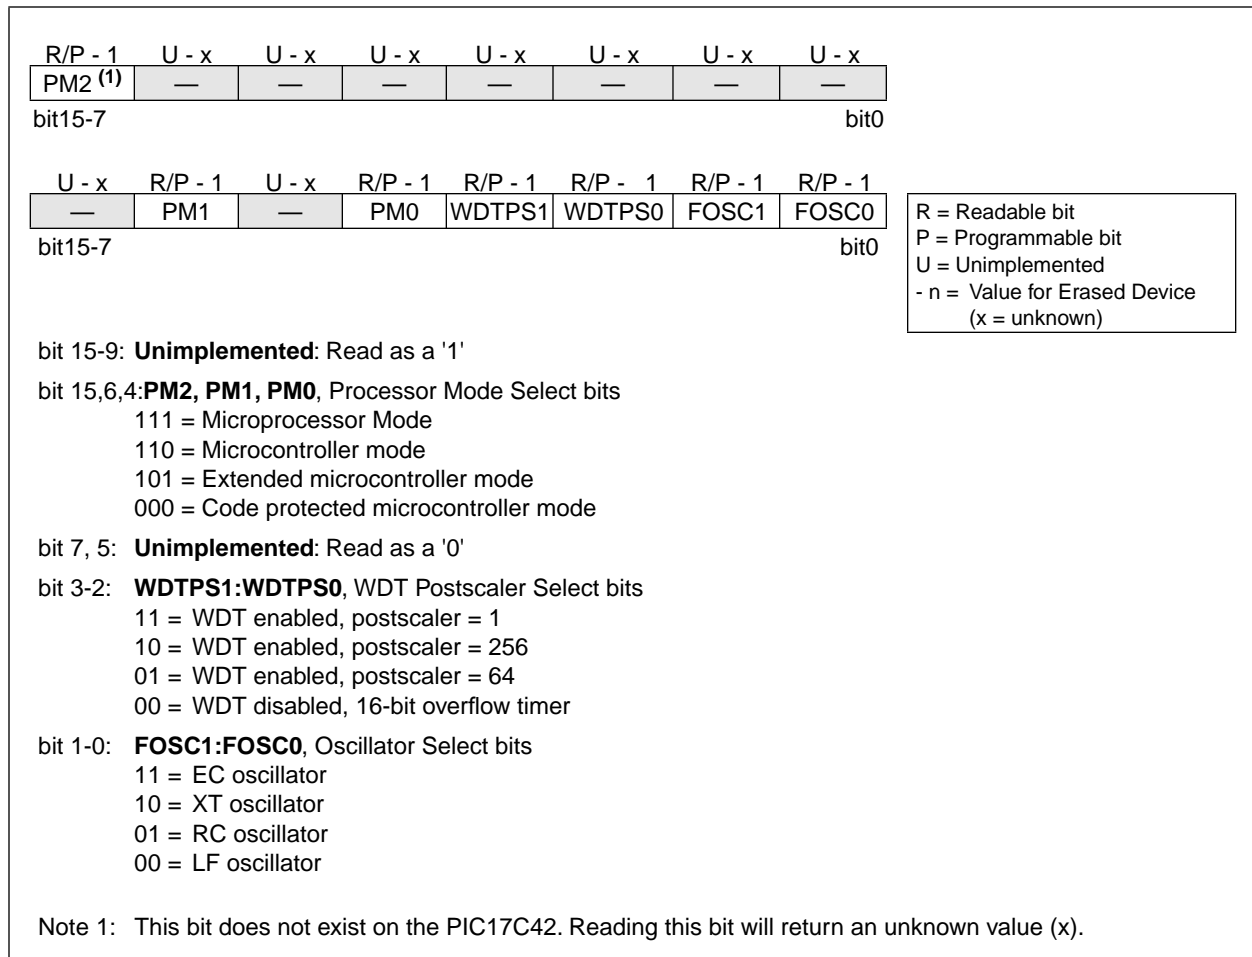 R/P - 1 U - x U - x U - x U - x U - x U - x U - x
PM2 (1) — — — — — — —
bit15-7 bit0
U - x R/P - 1 U - x R/P - 1 R/P - 1 R/P - 1 R/P - 1 R/P - 1
— PM1 — PM0 WDTPS1 WDTPS0 FOSC1 FOSC0
bit15-7 bit0
R = Readable bit
P = Programmable bit
U = Unimplemented
- n = Value for Erased Device
(x = unknown)
bit 15-9: Unimplemented: Read as a '1'
bit 15,6,4:PM2, PM1, PM0, Processor Mode Select bits
111 = Microprocessor Mode
110 = Microcontroller mode
101 = Extended microcontroller mode
000 = Code protected microcontroller mode
bit 7, 5: Unimplemented: Read as a '0'
bit 3-2: WDTPS1:WDTPS0, WDT Postscaler Select bits
11 = WDT enabled, postscaler = 1
10 = WDT enabled, postscaler = 256
01 = WDT enabled, postscaler = 64
00 = WDT disabled, 16-bit overflow timer
bit 1-0: FOSC1:FOSC0, Oscillator Select bits
11 = EC oscillator
10 = XT oscillator
01 = RC oscillator
00 = LF oscillator
Note 1: This bit does not exist on the PIC17C42. Reading this bit will return an unknown value (x).